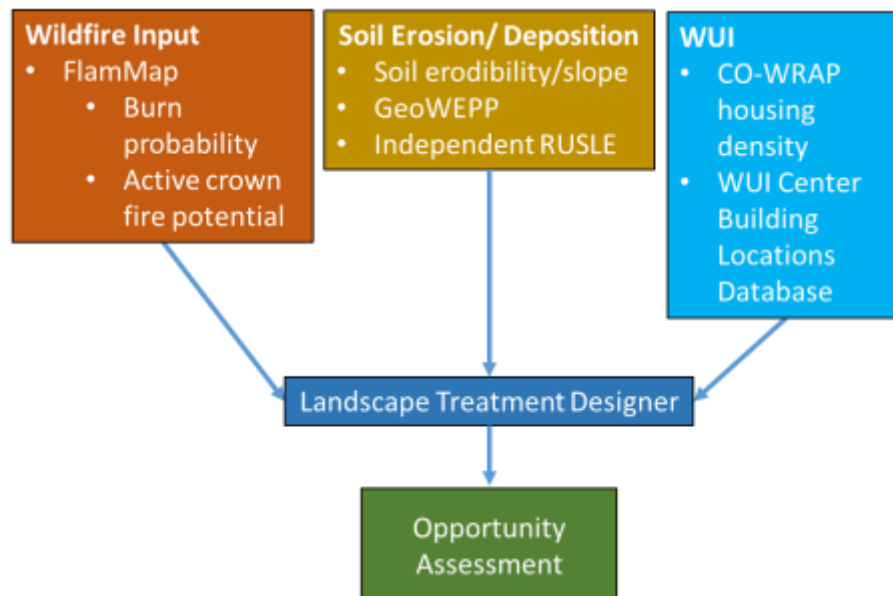 Wildfire Input
• FlamMap
• Burn
probability
• Active crown
fire potential
Soil Erosion/ Deposition
• Soil erodibility/slope
• GeoWEPP
• Independent RUSLE
WUI
• CO-WRAP
housing
density
• WUI Center
Building
Locations
Database
Landscape Treatment Designer
Opportunity
Assessment